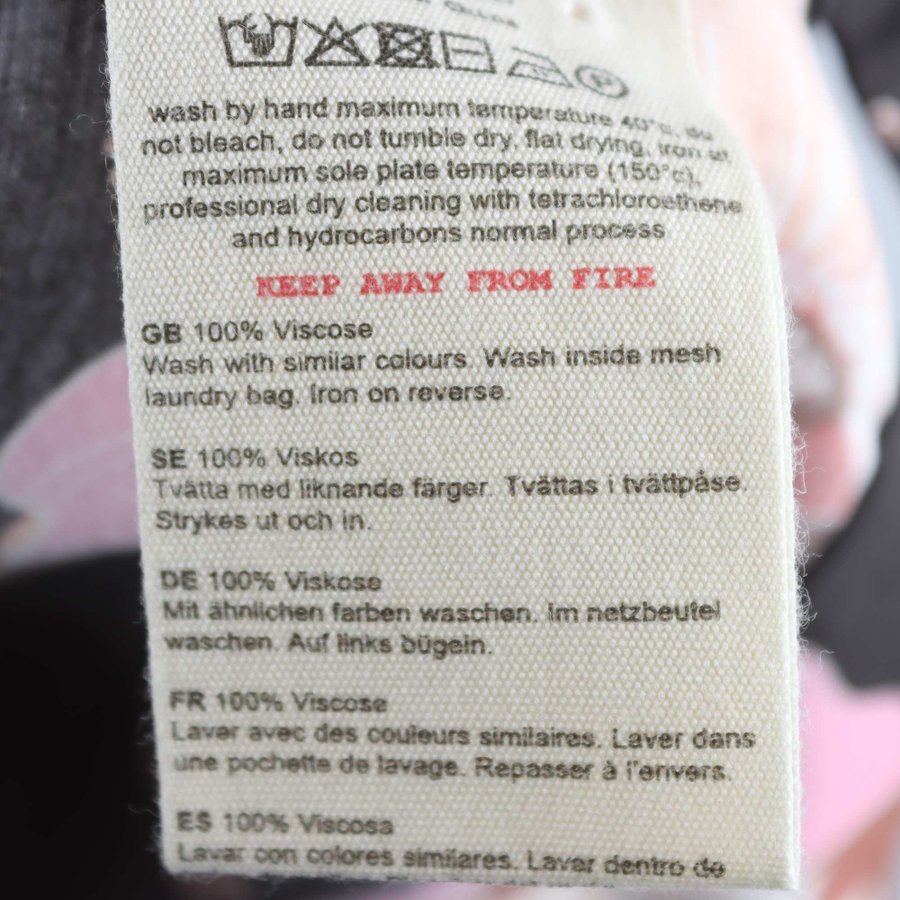 wash by hand maximum temperature 40°c, do
not bleach, do not tumble dry, flat drying, iron at
maximum sole plate temperature (150°c),
professional dry cleaning with tetrachloroethene
and hydrocarbons normal process
KEEP AWAY FROM FIRE
GB 100% Viscose
Wash with similar colours. Wash inside mesh
laundry bag. Iron on reverse.
SE 100% Viskos
Tvätta med liknande färger. Tvättas i tvättpåse.
Strykes ut och in.
DE 100% Viskose
Mit ähnlichen farben waschen. Im netzbeutel
waschen. Auf links bügeln.
FR 100% Viscose
Laver avec des couleurs similaires. Laver dans
une pochette de lavage. Repasser à l'envers.
ES 100% Viscosa
Lavar con colores similares. Lavar dentro de